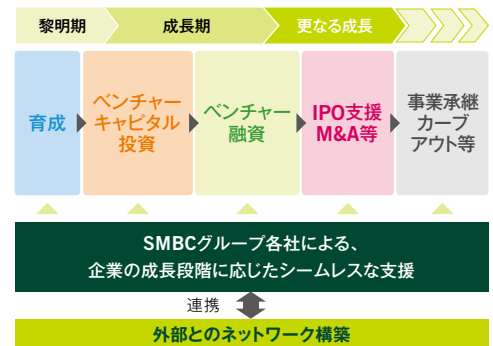 黎明期
成長期
更なる成長
育成
ベンチャー
キャピタル
投資
ベンチャー
融資
IPO支援
M&A等
事業承継
カーブ
アウト等
SMBCグループ各社による、
企業の成長段階に応じたシームレスな支援
連携
外部とのネットワーク構築